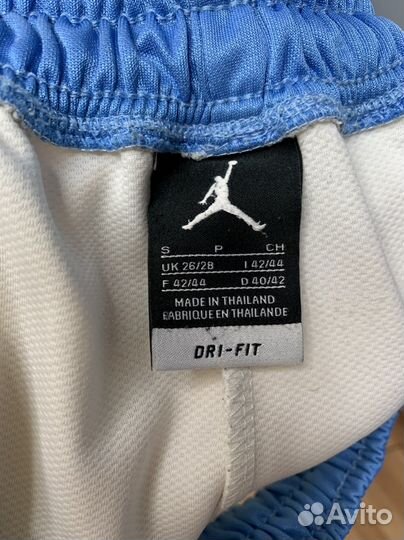 S P CH
UK 26/28 I 42/44
F 42/44 D 40/42
MADE IN THAILAND
FABRIQUE EN THAILANDE
DRI-FIT
Avito